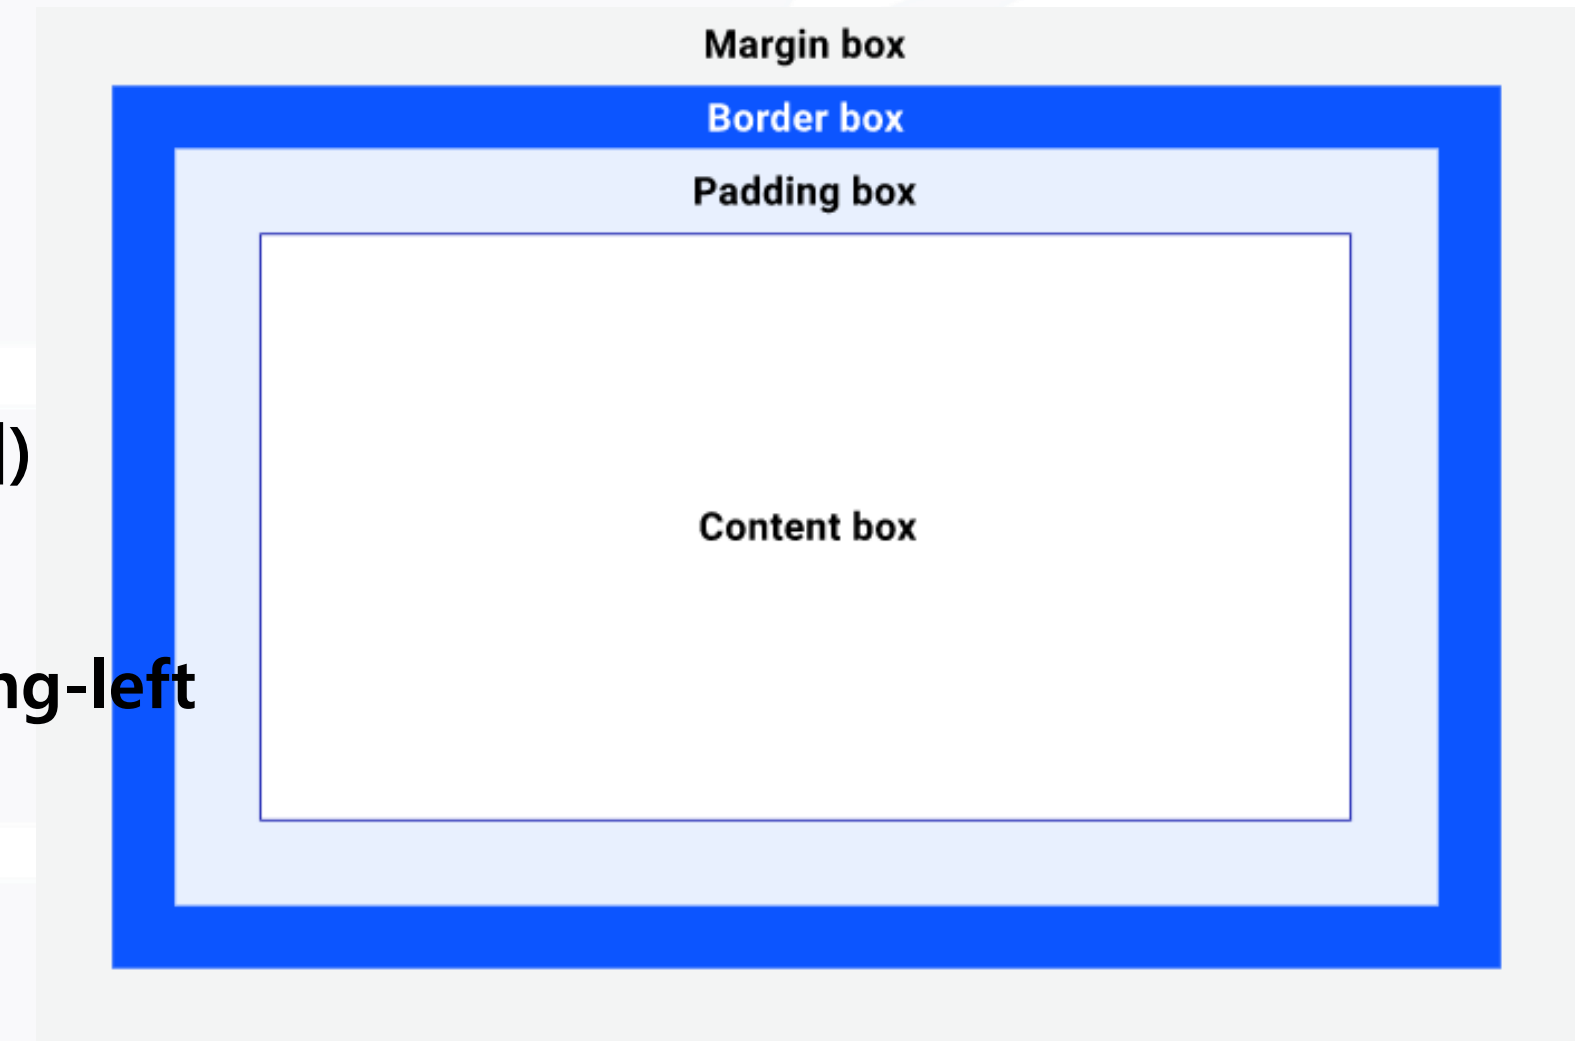 Margin box
Border box
Padding box
)
Content box
ng-left